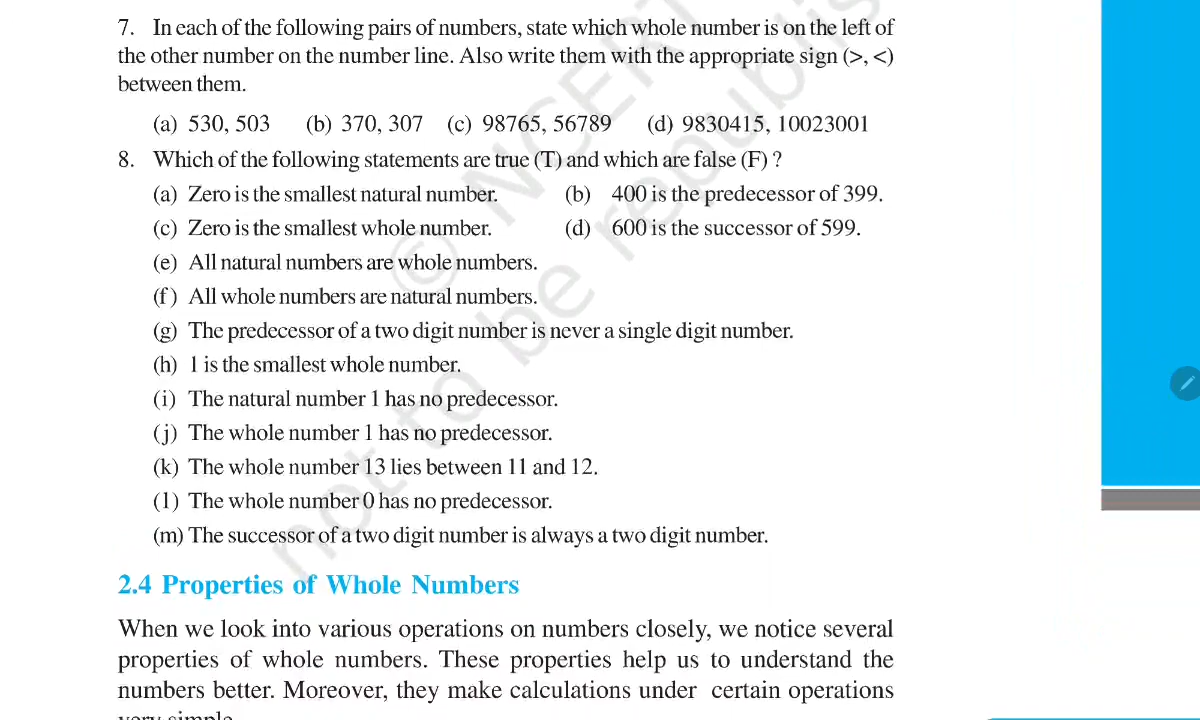 7. In each of the following pairs of numbers, state which whole number is on the left of
the other number on the number line. Also write them with the appropriate sign (>, <)
between them.
(a) 530, 503 (b) 370, 307 (c) 98765, 56789 (d) 9830415, 10023001
8. Which of the following statements are true (T) and which are false (F) ?
(a) Zero is the smallest natural number. (b) 400 is the predecessor of 399.
(c) Zero is the smallest whole number. (d) 600 is the successor of 599.
(e) All natural numbers are whole numbers.
(f) All whole numbers are natural numbers.
(g) The predecessor of a two digit number is never a single digit number.
(h) 1 is the smallest whole number.
(i) The natural number 1 has no predecessor.
(j) The whole number 1 has no predecessor.
(k) The whole number 13 lies between 11 and 12.
(l) The whole number 0 has no predecessor.
(m) The successor of a two digit number is always a two digit number.
2.4 Properties of Whole Numbers
When we look into various operations on numbers closely, we notice several
properties of whole numbers. These properties help us to understand the
numbers better. Moreover, they make calculations under certain operations
very simple.
© NCERT
not to be republis